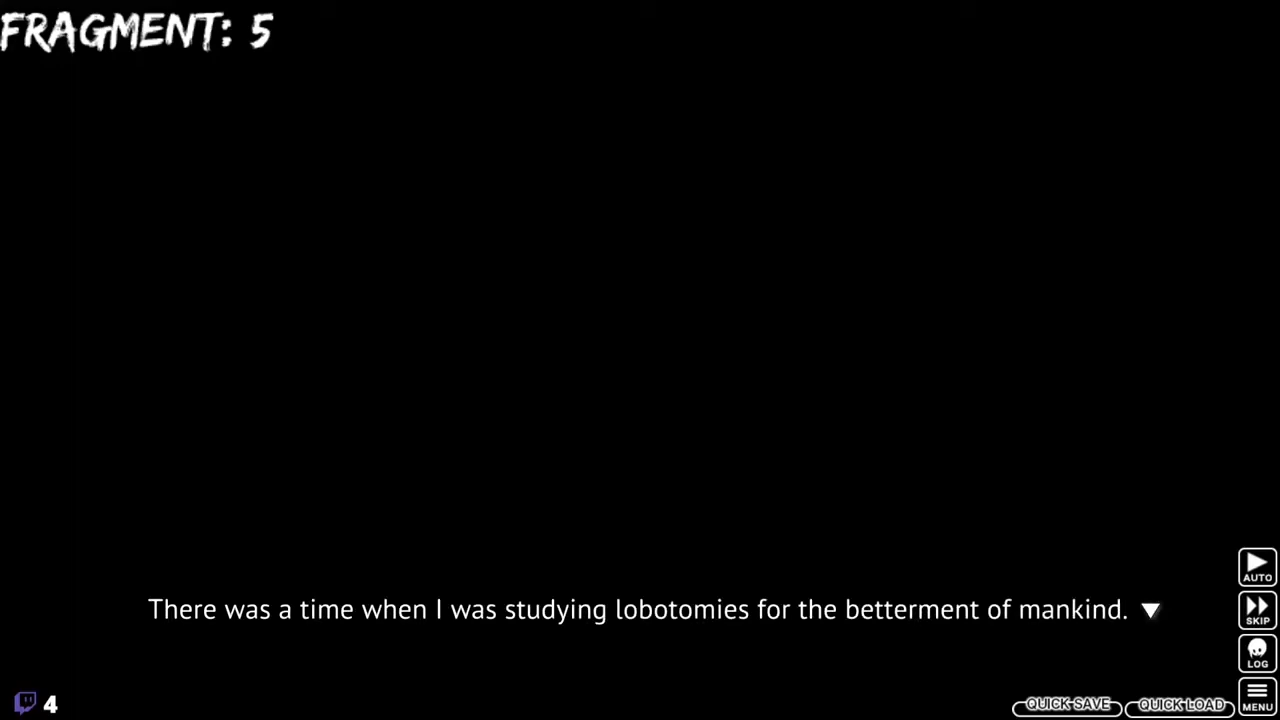 FRAGMENT: 5
There was a time when I was studying lobotomies for the betterment of mankind.
AUTO
SKIP
LOG
MENU
4
QUICK SAVE
QUICK LOAD